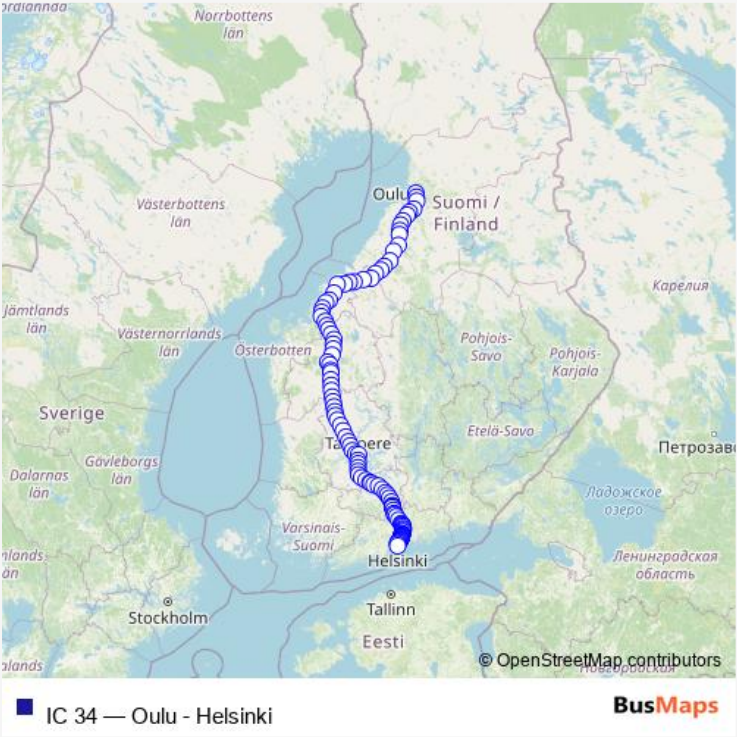 Norrbottens
län
Oulu
Suomi /
Finland
Västerbottens
län
Карелия
Jämtlands
län
Västernorrlands
län
Österbotten
Pohjois-
Savo
Pohjois-
Karjala
Sverige
Etelä-Savo
Gävleborgs
län
Dalarnas
län
Ладожское
озеро
Varsinais-
Suomi
Helsinki
Ленинградская
область
Stockholm
Tallinn
Eesti
© OpenStreetMap contributors
IC 34 — Oulu - Helsinki
BusMaps